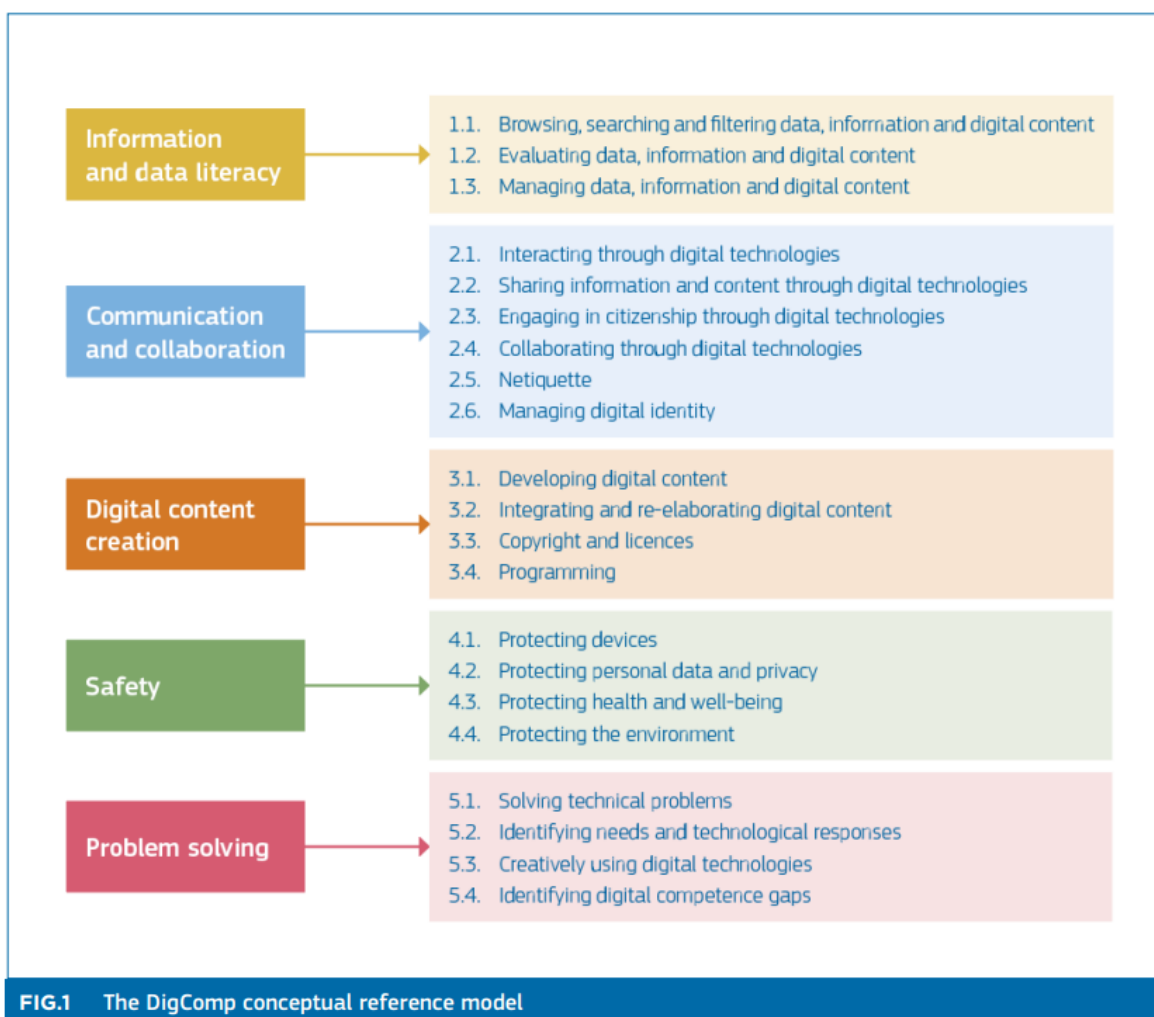 Information
and data literacy
1.1. Browsing, searching and filtering data, information and digital content
1.2. Evaluating data, information and digital content
1.3. Managing data, information and digital content
Communication
and collaboration
2.1. Interacting through digital technologies
2.2. Sharing information and content through digital technologies
2.3. Engaging in citizenship through digital technologies
2.4. Collaborating through digital technologies
2.5. Netiquette
2.6. Managing digital identity
Digital content
creation
3.1. Developing digital content
3.2. Integrating and re-elaborating digital content
3.3. Copyright and licences
3.4. Programming
Safety
4.1. Protecting devices
4.2. Protecting personal data and privacy
4.3. Protecting health and well-being
4.4. Protecting the environment
Problem solving
5.1. Solving technical problems
5.2. Identifying needs and technological responses
5.3. Creatively using digital technologies
5.4. Identifying digital competence gaps
FIG.1 The DigComp conceptual reference model